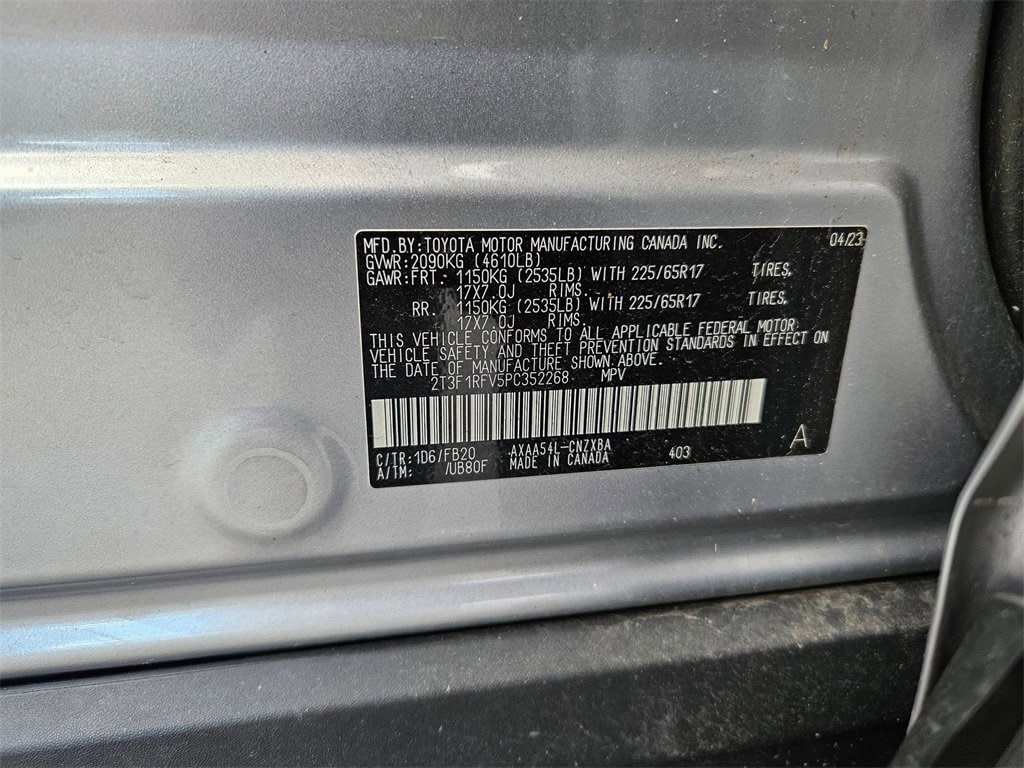 MFD.BY:TOYOTA MOTOR MANUFACTURING CANADA INC. 04/23
GVWR:2090KG (4610LB)
GAWR:FRT. 1150KG (2535LB) WITH 225/65R17 TIRES,
17X7.0J RIMS.
RR. 1150KG (2535LB) WITH 225/65R17 TIRES,
17X7.0J RIMS.
THIS VEHICLE CONFORMS TO ALL APPLICABLE FEDERAL MOTOR
VEHICLE SAFETY AND THEFT PREVENTION STANDARDS IN EFFECT ON
THE DATE OF MANUFACTURE SHOWN ABOVE.
2T3F1RFV5PC352268 MPV
C/TR:1D6/FB20 AXAA54L-CNZXBA 403 A
A/TM: /UB80F MADE IN CANADA